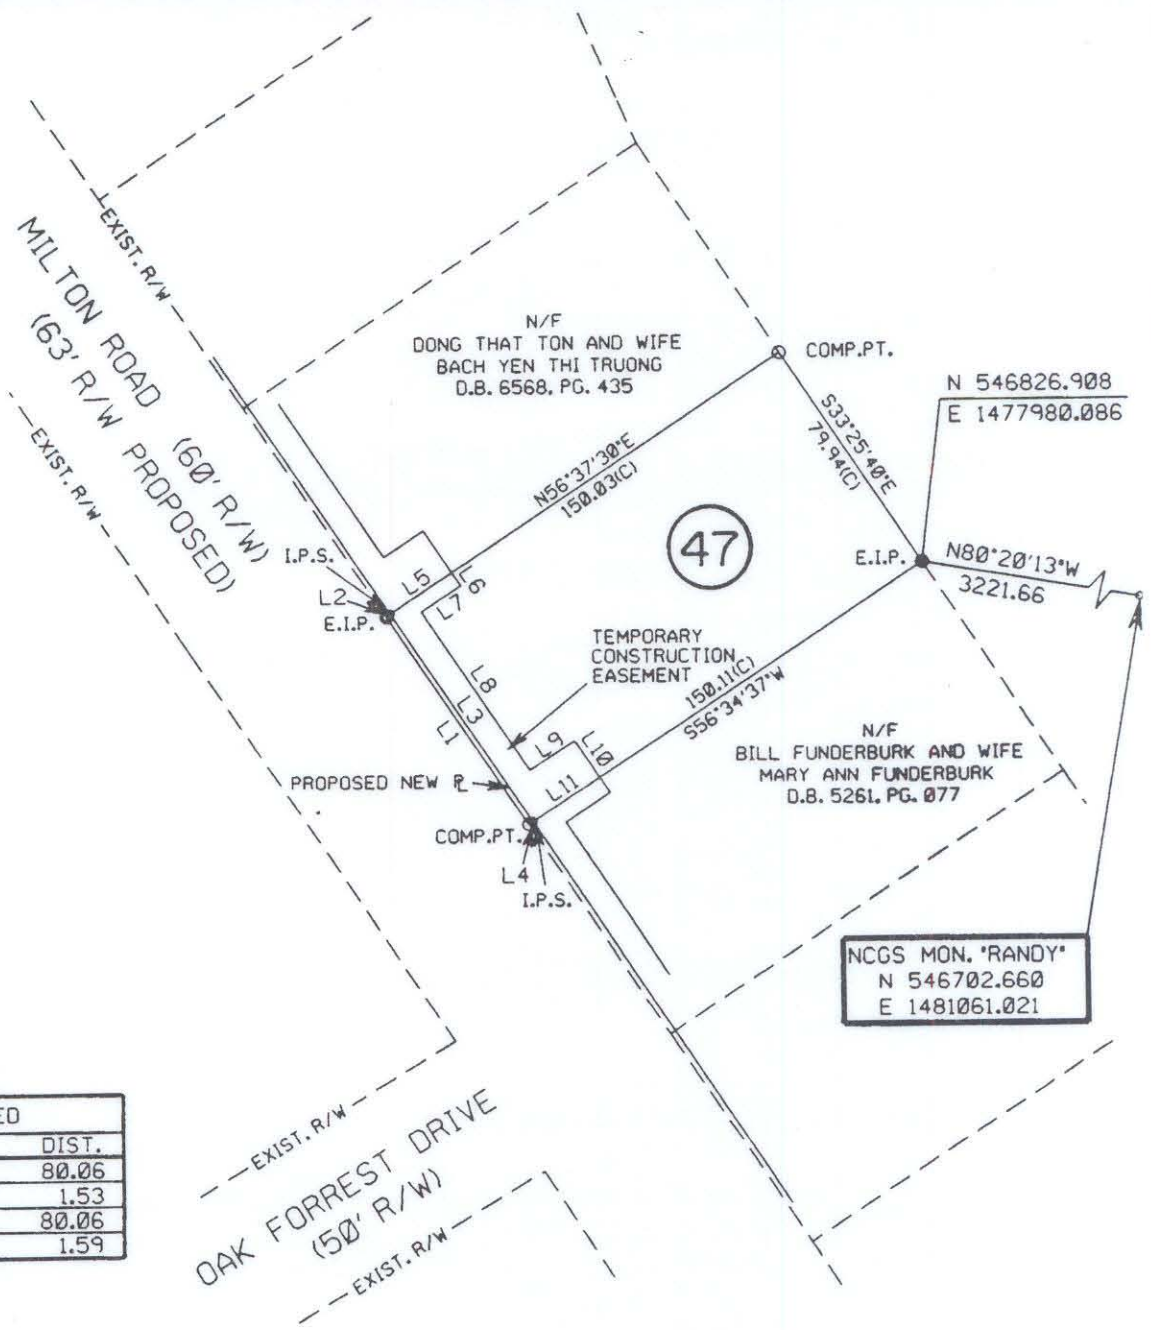 EXIST. R/W
MILTON ROAD (60' R/W)
(63' R/W PROPOSED)
EXIST. R/W
N/F
DONG THAT TON AND WIFE
BACH YEN THI TRUONG
D.B. 6568, PG. 435
COMP.PT.
N 546826.908
E 1477980.086
S33°25'40"E
79.94(C)
N56°37'30"E
150.03(C)
47
E.I.P.
N80°20'13"W
3221.66
I.P.S.
L2
E.I.P.
L5
L6
L7
TEMPORARY
CONSTRUCTION
EASEMENT
L8
L3
L1
150.11(C)
S56°34'37"W
L9
L10
L11
N/F
BILL FUNDERBURK AND WIFE
MARY ANN FUNDERBURK
D.B. 5261, PG. 077
PROPOSED NEW ℄
COMP.PT.
L4
I.P.S.
NCGS MON. "RANDY"
N 546702.660
E 1481061.021
ED
DIST.
80.06
1.53
80.06
1.59
EXIST. R/W
OAK FORREST DRIVE
(50' R/W)
EXIST. R/W